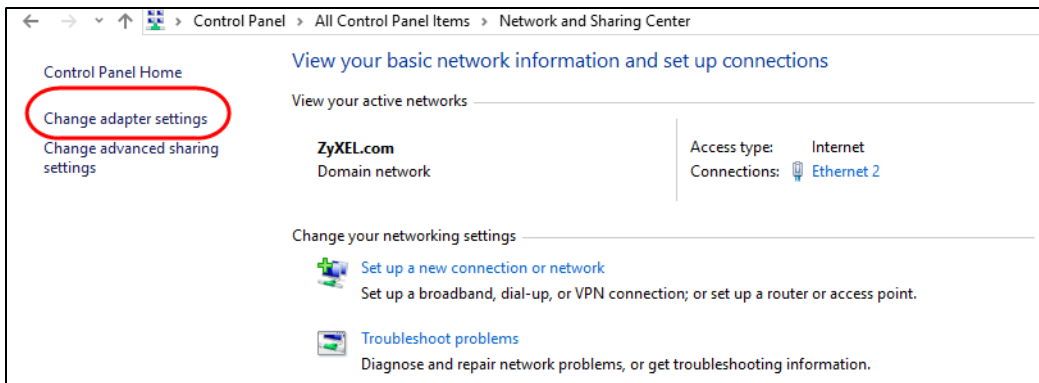 Control Panel > All Control Panel Items > Network and Sharing Center
Control Panel Home
Change adapter settings
Change advanced sharing
settings
View your basic network information and set up connections
View your active networks
ZyXEL.com
Domain network
Access type: Internet
Connections: Ethernet 2
Change your networking settings
Set up a new connection or network
Set up a broadband, dial-up, or VPN connection; or set up a router or access point.
Troubleshoot problems
Diagnose and repair network problems, or get troubleshooting information.